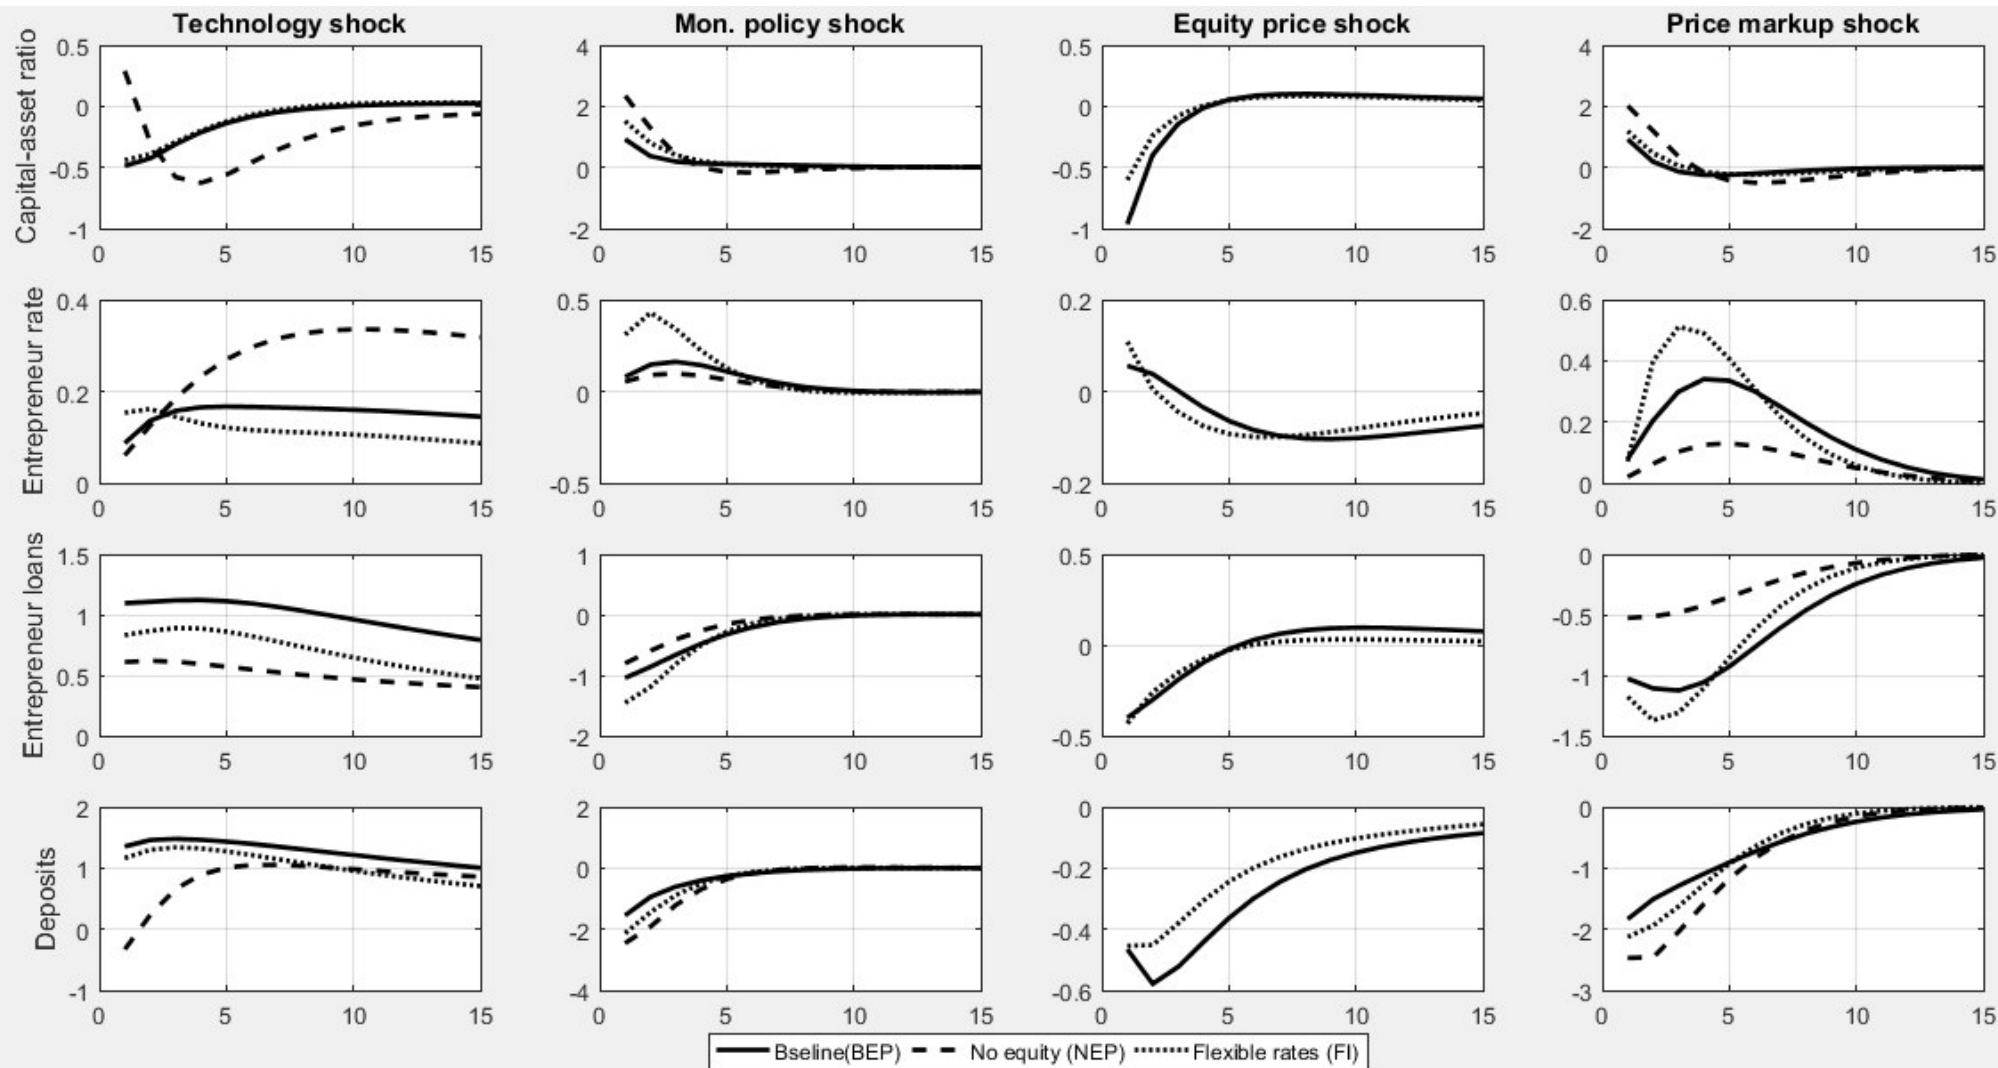 Technology shock Mon. policy shock Equity price shock Price markup shock
Capital-asset ratio
0.5 0 -0.5 -1
0 5 10 15
4 2 0 -2
0 5 10 15
0.5 0 -0.5 -1
0 5 10 15
4 2 0 -2
0 5 10 15
Entrepreneur rate
0.4 0.2 0
0 5 10 15
0.5 0 -0.5
0 5 10 15
0.2 0 -0.2
0 5 10 15
0.6 0.4 0.2 0
0 5 10 15
Entrepreneur loans
1.5 1 0.5 0
0 5 10 15
1 0 -1 -2
0 5 10 15
0.5 0 -0.5
0 5 10 15
0 -0.5 -1 -1.5
0 5 10 15
Deposits
2 1 0 -1
0 5 10 15
2 0 -2 -4
0 5 10 15
0 -0.2 -0.4 -0.6
0 5 10 15
0 -1 -2 -3
0 5 10 15
Bseline(BEP) No equity (NEP) Flexible rates (FI)